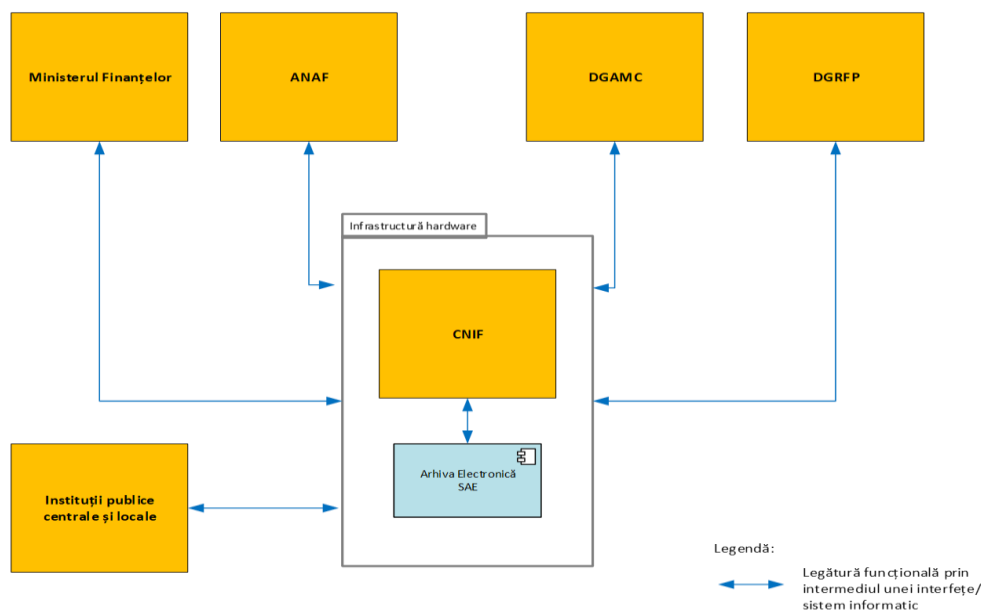 Ministerul Finanțelor
ANAF
DGAMC
DGRFP
Infrastructură hardware
CNIF
Arhiva Electronică
SAE
Instituții publice
centrale și locale
Legendă:
Legătură funcțională prin
intermediul unei interfețe/
sistem informatic